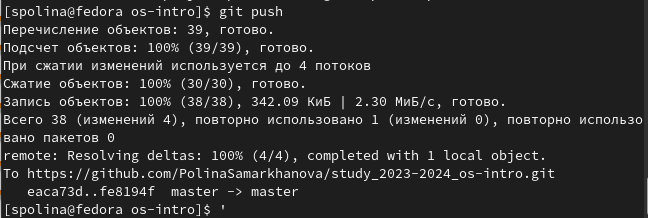 [spolina@fedora os-intro]$ git push
Перечисление объектов: 39, готово.
Подсчет объектов: 100% (39/39), готово.
При сжатии изменений используется до 4 потоков
Сжатие объектов: 100% (30/30), готово.
Запись объектов: 100% (38/38), 342.09 КиБ | 2.30 МиБ/с, готово.
Всего 38 (изменений 4), повторно использовано 1 (изменений 0), повторно использо
вано пакетов 0
remote: Resolving deltas: 100% (4/4), completed with 1 local object.
To https://github.com/PolinaSamarkhanova/study_2023-2024_os-intro.git
   eaca73d..fe8194f  master -> master
[spolina@fedora os-intro]$ '